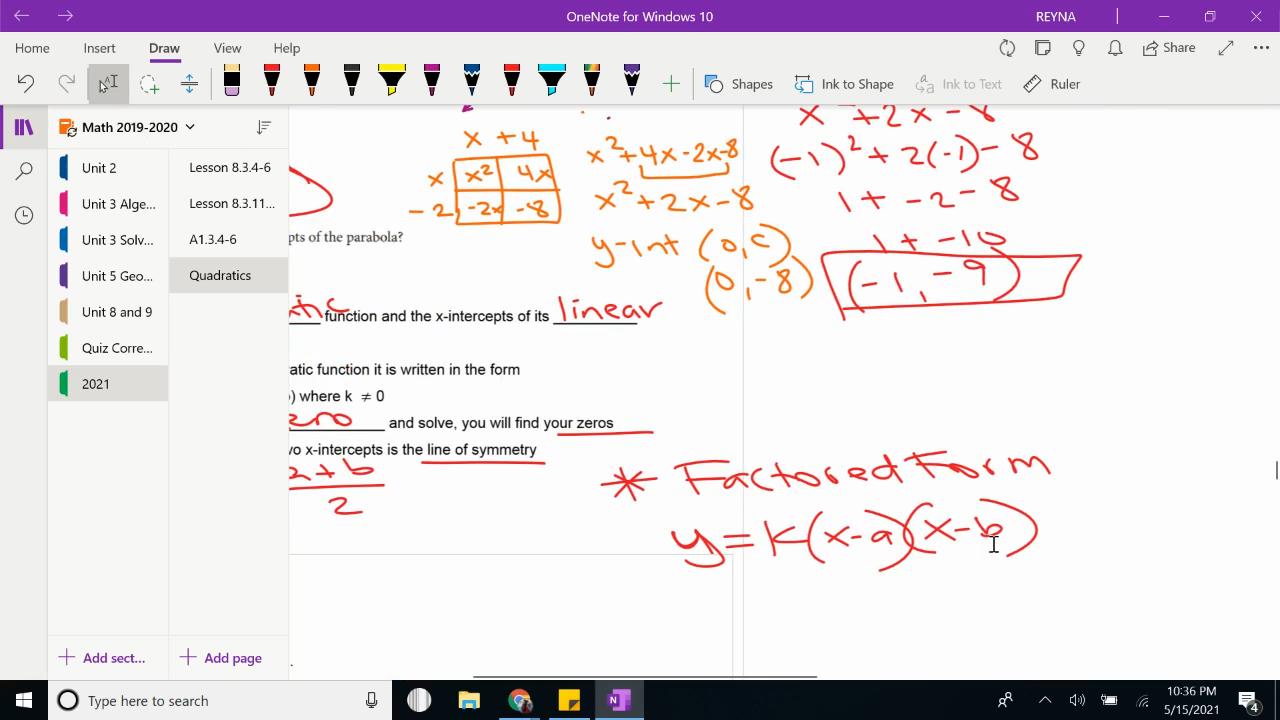 OneNote for Windows 10
REYNA
Home Insert Draw View Help
Share
Shapes
Ink to Shape
Ink to Text
Ruler
Math 2019-2020
Unit 2
Unit 3 Alge...
Unit 3 Solv...
Unit 5 Geo...
Unit 8 and 9
Quiz Corre...
2021
Add sect...
Lesson 8.3.4-6
Lesson 8.3.11...
A1.3.4-6
Quadratics
Add page
x + 4
x x² 4x
-2 -2x -8
pts of the parabola?
x²+4x-2x-8
x²+2x-8
y-int (0,c)
(0,-8)
x²+2x-8
(-1)²+2(-1)-8
1+-2-8
1+-10
(-1,-9)
tic function and the x-intercepts of its linear
atic function it is written in the form
) where k ≠ 0
ero and solve, you will find your zeros
vo x-intercepts is the line of symmetry
a+b
2
* Factored Form
y=k(x-a)(x-b)
Type here to search
10:36 PM
5/15/2021
4